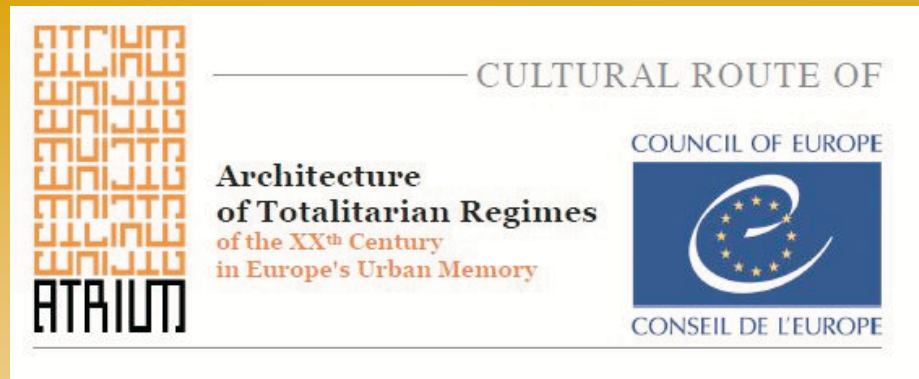 CULTURAL ROUTE OF
COUNCIL OF EUROPE
Architecture
of Totalitarian Regimes
of the XXth Century
in Europe's Urban Memory
ATRIUM
CONSEIL DE L'EUROPE